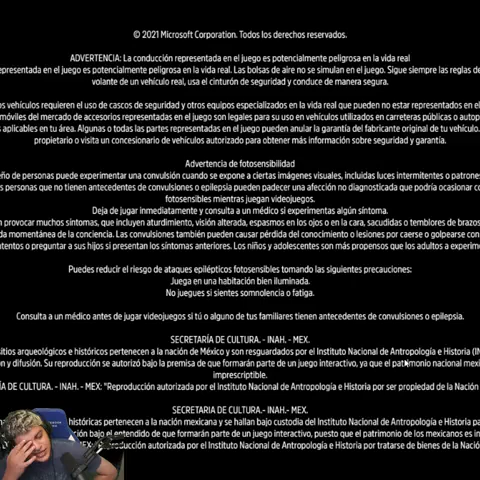 © 2021 Microsoft Corporation. Todos los derechos reservados.
ADVERTENCIA: La conducción representada en el juego es potencialmente peligrosa en la vida real
epresentada en el juego es potencialmente peligrosa en la vida real. Las bolsas de aire no se simulan en el juego. Sigue siempre las reglas de
volante de un vehículo real, usa el cinturón de seguridad y conduce de manera segura.
os vehículos requieren el uso de cascos de seguridad y otros equipos especializados en la vida real que pueden no estar representados en el
móviles del mercado de accesorios representadas en el juego son legales para su uso en vehículos utilizados en carreteras públicas o autop
s aplicables en tu área. Algunas o todas las partes representadas en el juego pueden anular la garantía del fabricante original de tu vehículo.
propietario o visita un concesionario de vehículos autorizado para obtener más información sobre seguridad y garantía.
Advertencia de fotosensibilidad
eño de personas puede experimentar una convulsión cuando se expone a ciertas imágenes visuales, incluidas luces intermitentes o patrones
s personas que no tienen antecedentes de convulsiones o epilepsia pueden padecer una afección no diagnosticada que podría ocasionar co
fotosensibles mientras juegan videojuegos.
Deja de jugar inmediatamente y consulta a un médico si experimentas algún síntoma.
n provocar muchos síntomas, que incluyen aturdimiento, visión alterada, espasmos en los ojos o en la cara, sacudidas o temblores de brazos
da momentánea de la conciencia. Las convulsiones también pueden causar pérdida del conocimiento o lesiones por caerse o golpearse con
tentos o preguntar a sus hijos si presentan los síntomas anteriores. Los niños y adolescentes son más propensos que los adultos a experim
Puedes reducir el riesgo de ataques epilépticos fotosensibles tomando las siguientes precauciones:
Juega en una habitación bien iluminada.
No juegues si sientes somnolencia o fatiga.
Consulta a un médico antes de jugar videojuegos si tú o alguno de tus familiares tienen antecedentes de convulsiones o epilepsia.
SECRETARÍA DE CULTURA. - INAH. - MEX.
sitios arqueológicos e históricos pertenecen a la nación de México y son resguardados por el Instituto Nacional de Antropología e Historia (IN
ón y difusión. Su reproducción se autorizó bajo la premisa de que formarán parte de un juego interactivo, ya que el patrimonio nacional mexi
imprescriptible.
ÍA DE CULTURA. - INAH. - MEX: "Reproducción autorizada por el Instituto Nacional de Antropología e Historia por ser propiedad de la Nación
SECRETARIA DE CULTURA. - INAH.- MEX.
históricas pertenecen a la nación mexicana y se hallan bajo custodia del Instituto Nacional de Antropología e Historia pa
ción bajo el entendido de que formarán parte de un juego interactivo, puesto que el patrimonio de los mexicanos es in
roducción autorizada por el Instituto Nacional de Antropología e Historia por tratarse de bienes de la Nació